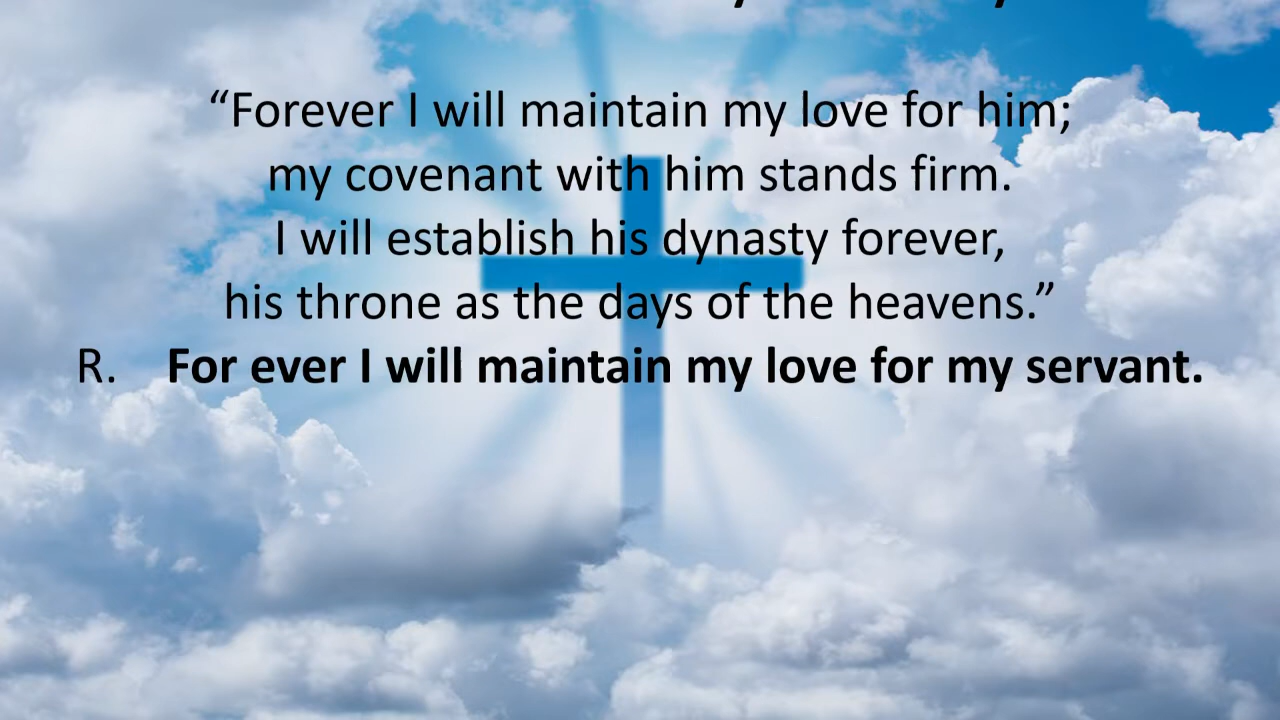 “Forever I will maintain my love for him;
my covenant with him stands firm.
I will establish his dynasty forever,
his throne as the days of the heavens.”
R. For ever I will maintain my love for my servant.